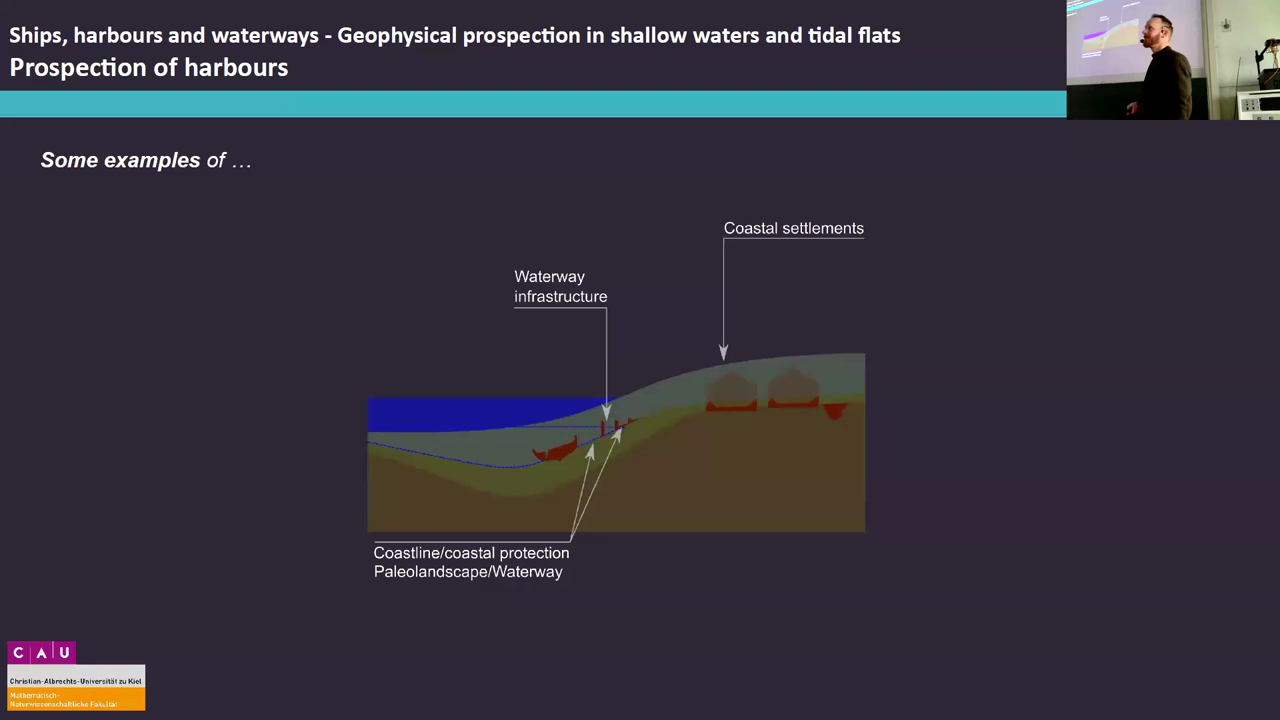 Ships, harbours and waterways - Geophysical prospection in shallow waters and tidal flats
Prospection of harbours
Some examples of …
Coastal settlements
Waterway
infrastructure
Coastline/coastal protection
Paleolandscape/Waterway
C A U
Christian-Albrechts-Universität zu Kiel
Mathematisch-
Naturwissenschaftliche Fakultät